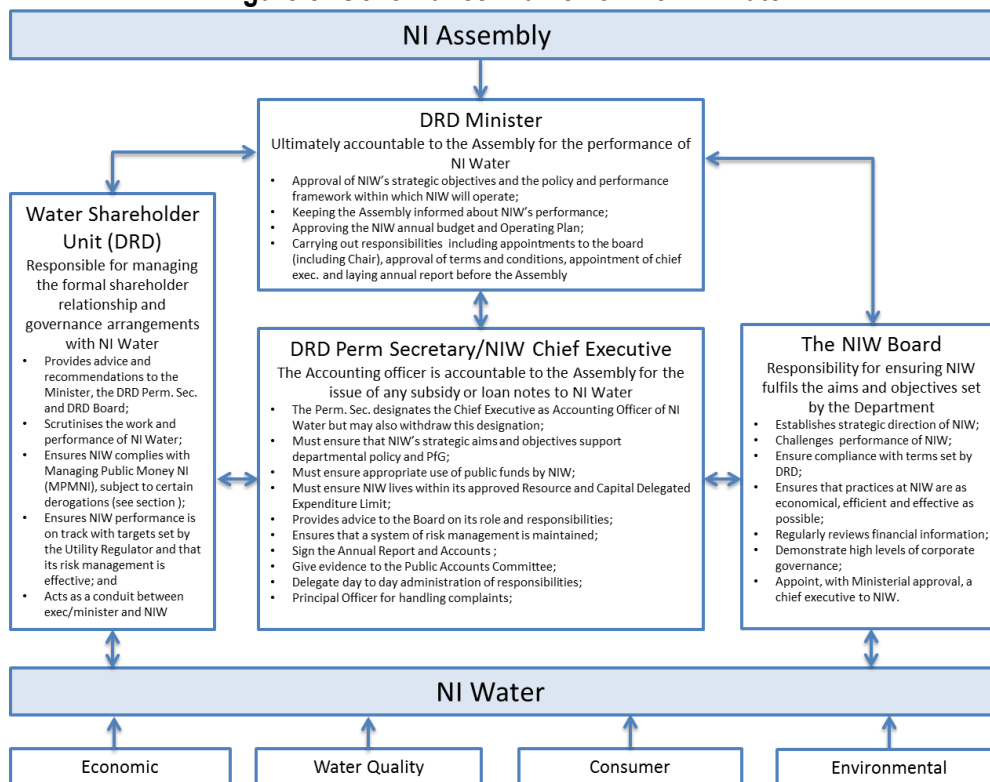 NI Assembly
DRD Minister
Ultimately accountable to the Assembly for the performance of
NI Water
• Approval of NIW's strategic objectives and the policy and performance
framework within which NIW will operate;
• Keeping the Assembly informed about NIW's performance;
• Approving the NIW annual budget and Operating Plan;
• Carrying out responsibilities including appointments to the board
(including Chair), approval of terms and conditions, appointment of chief
exec. and laying annual report before the Assembly
Water Shareholder
Unit (DRD)
Responsible for managing
the formal shareholder
relationship and
governance arrangements
with NI Water
• Provides advice and
recommendations to the
Minister, the DRD Perm. Sec.
and DRD Board;
• Scrutinises the work and
performance of NI Water;
• Ensures NIW complies with
Managing Public Money NI
(MPMNI), subject to certain
derogations (see section );
• Ensures NIW performance is
on track with targets set by
the Utility Regulator and that
its risk management is
effective; and
• Acts as a conduit between
exec/minister and NIW
DRD Perm Secretary/NIW Chief Executive
The Accounting officer is accountable to the Assembly for the
issue of any subsidy or loan notes to NI Water
• The Perm. Sec. designates the Chief Executive as Accounting Officer of NI
Water but may also withdraw this designation;
• Must ensure that NIW's strategic aims and objectives support
departmental policy and PfG;
• Must ensure appropriate use of public funds by NIW;
• Must ensure NIW lives within its approved Resource and Capital Delegated
Expenditure Limit;
• Provides advice to the Board on its role and responsibilities;
• Ensures that a system of risk management is maintained;
• Sign the Annual Report and Accounts ;
• Give evidence to the Public Accounts Committee;
• Delegate day to day administration of responsibilities;
• Principal Officer for handling complaints;
The NIW Board
Responsibility for ensuring NIW
fulfils the aims and objectives set
by the Department
• Establishes strategic direction of NIW;
• Challenges performance of NIW;
• Ensure compliance with terms set by
DRD;
• Ensures that practices at NIW are as
economical, efficient and effective as
possible;
• Regularly reviews financial information;
• Demonstrate high levels of corporate
governance;
• Appoint, with Ministerial approval, a
chief executive to NIW.
NI Water
Economic
Water Quality
Consumer
Environmental